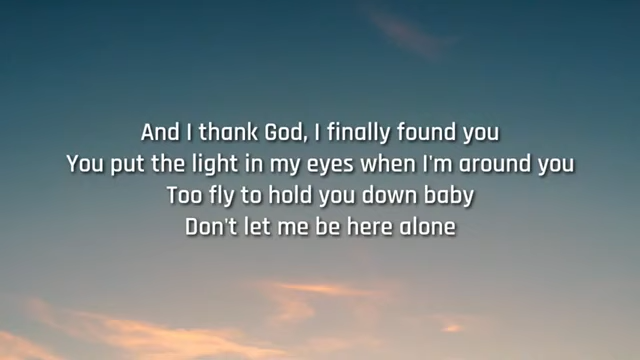 And I thank God, I finally found you
You put the light in my eyes when I'm around you
Too fly to hold you down baby
Don't let me be here alone